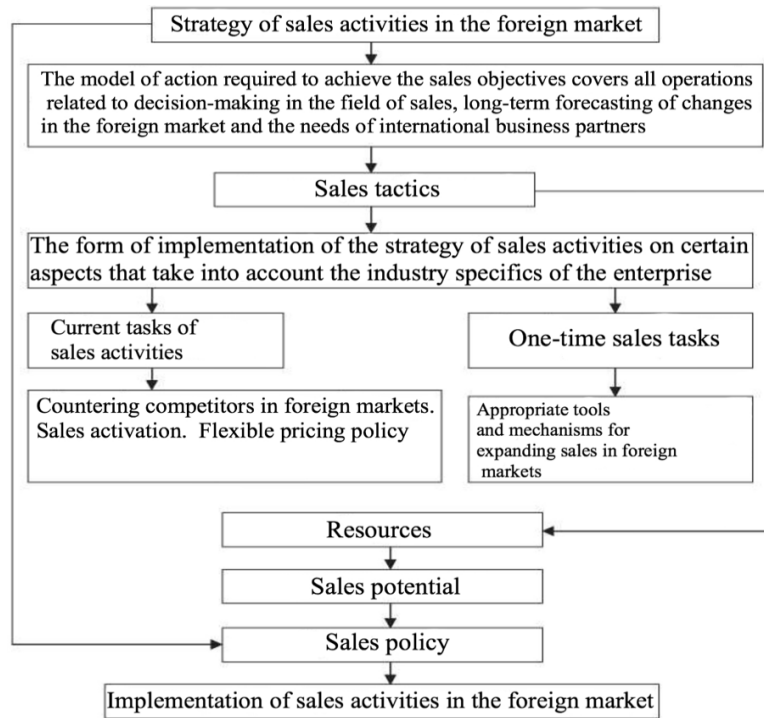 Strategy of sales activities in the foreign market
The model of action required to achieve the sales objectives covers all operations
related to decision-making in the field of sales, long-term forecasting of changes
in the foreign market and the needs of international business partners
Sales tactics
The form of implementation of the strategy of sales activities on certain
aspects that take into account the industry specifics of the enterprise
Current tasks of
sales activities
One-time sales tasks
Countering competitors in foreign markets.
Sales activation. Flexible pricing policy
Appropriate tools
and mechanisms for
expanding sales in foreign
markets
Resources
Sales potential
Sales policy
Implementation of sales activities in the foreign market